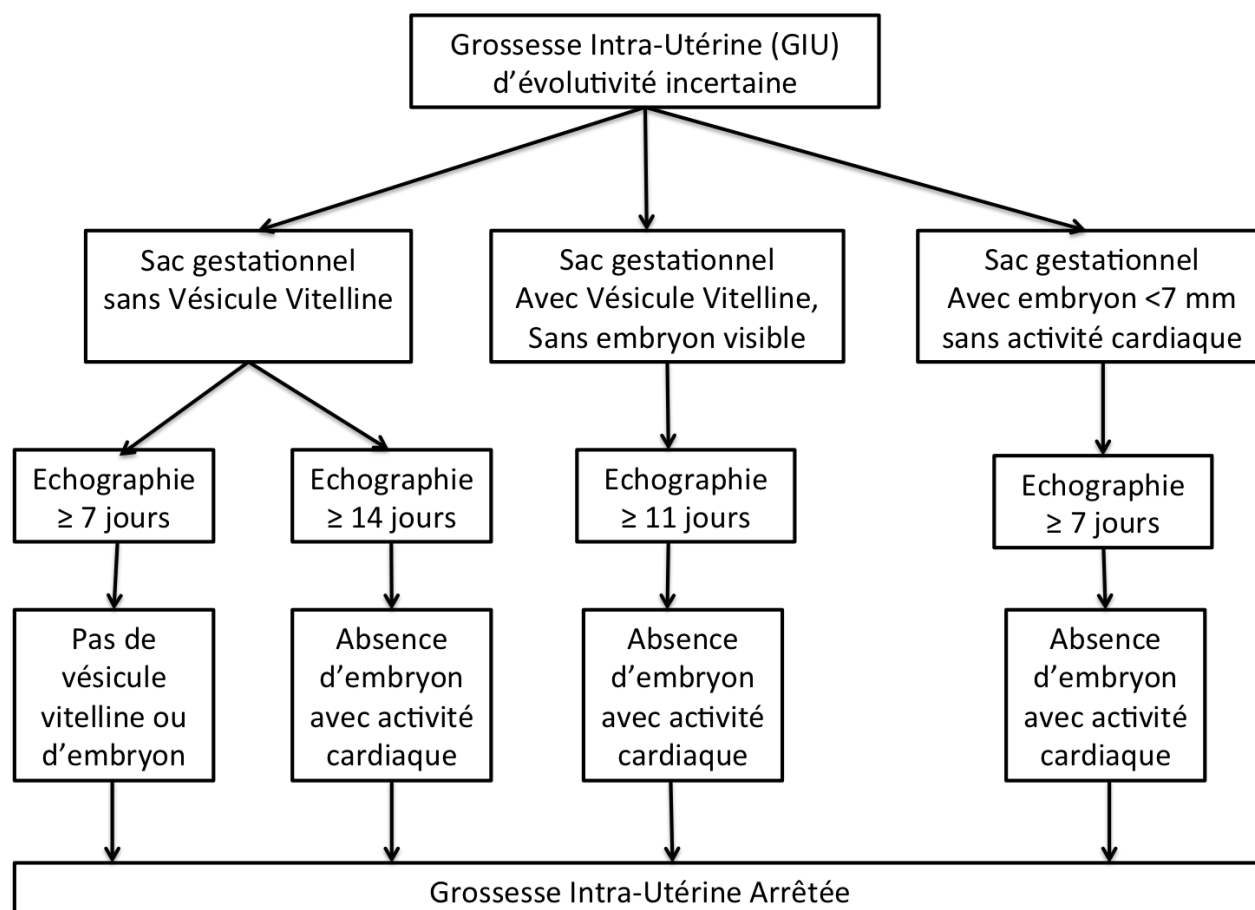 Grossesse Intra-Utérine (GIU)
d’évolutivité incertaine
Sac gestationnel
sans Vésicule Vitelline
Sac gestationnel
Avec Vésicule Vitelline,
Sans embryon visible
Sac gestationnel
Avec embryon <7 mm
sans activité cardiaque
Echographie
≥ 7 jours
Echographie
≥ 14 jours
Echographie
≥ 11 jours
Echographie
≥ 7 jours
Pas de
vésicule
vitelline ou
d’embryon
Absence
d’embryon
avec activité
cardiaque
Absence
d’embryon
avec activité
cardiaque
Absence
d’embryon
avec activité
cardiaque
Grossesse Intra-Utérine Arrêtée